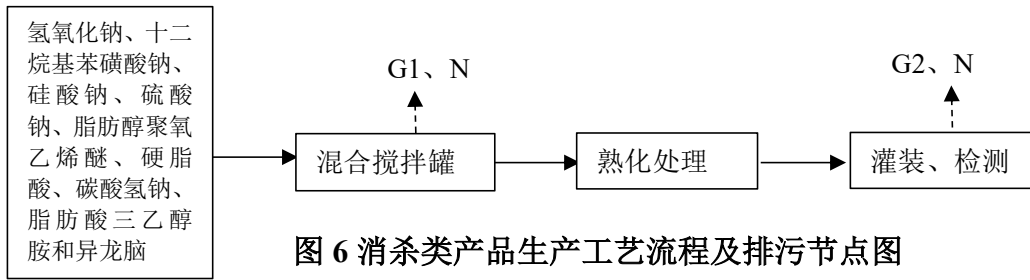 氢氧化钠、十二
烷基苯磺酸钠、
硅酸钠、硫酸
钠、脂肪醇聚氧
乙烯醚、硬脂
酸、碳酸氢钠、
脂肪酸三乙醇
胺和异龙脑
G1、N
混合搅拌罐
熟化处理
G2、N
灌装、检测
图 6 消杀类产品生产工艺流程及排污节点图